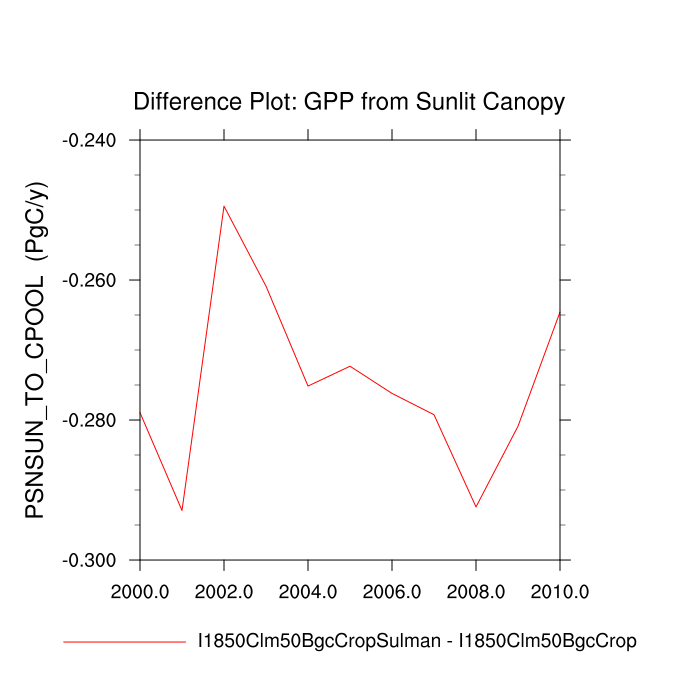 Difference Plot: GPP from Sunlit Canopy
PSNSUN_TO_CPOOL (PgC/y)
-0.240
-0.260
-0.280
-0.300
2000.0 2002.0 2004.0 2006.0 2008.0 2010.0
I1850Clm50BgcCropSulman - I1850Clm50BgcCrop